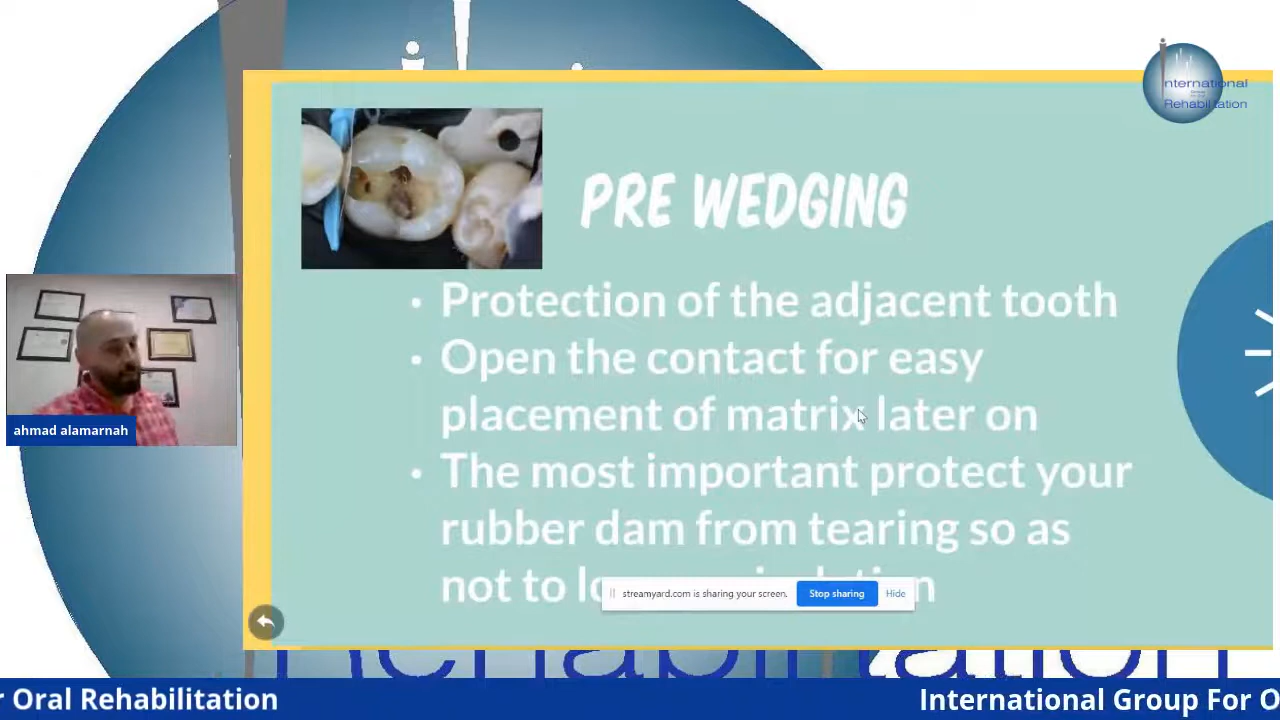 nternational
Rehabilitation
PRE WEDGING
• Protection of the adjacent tooth
• Open the contact for easy
placement of matrix later on
• The most important protect your
rubber dam from tearing so as
not to
streamyard.com is sharing your screen.
Stop sharing
Hide
ahmad alamarnah
Rehabilitation
r Oral Rehabilitation
International Group For O